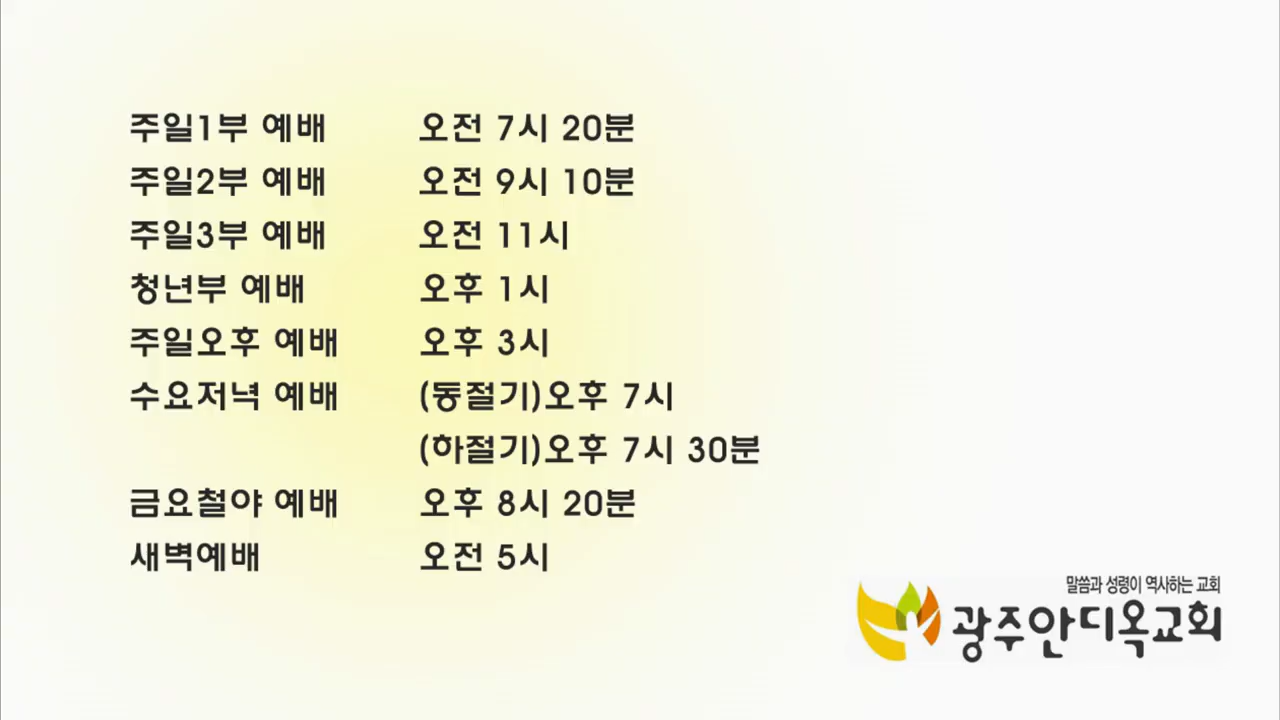 주일1부 예배 오전 7시 20분
주일2부 예배 오전 9시 10분
주일3부 예배 오전 11시
청년부 예배 오후 1시
주일오후 예배 오후 3시
수요저녁 예배 (동절기)오후 7시
(하절기)오후 7시 30분
금요철야 예배 오후 8시 20분
새벽예배 오전 5시
말씀과 성령이 역사하는 교회
광주안디옥교회